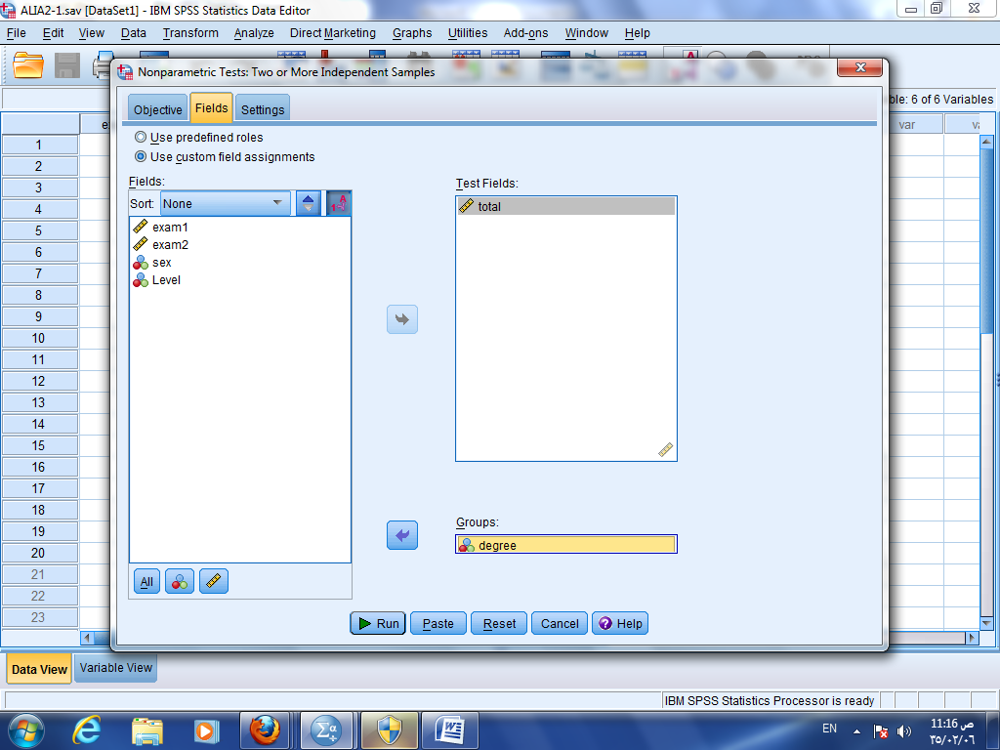 ALIA2-1.sav [DataSet1] - IBM SPSS Statistics Data Editor
File Edit View Data Transform Analyze Direct Marketing Graphs Utilities Add-ons Window Help
Nonparametric Tests: Two or More Independent Samples
ble: 6 of 6 Variables
Objective Fields Settings
var
Use predefined roles
Use custom field assignments
Fields:
Test Fields:
Sort: None
total
exam1
exam2
sex
Level
Groups:
degree
All
Run Paste Reset Cancel Help
1
2
3
4
5
6
7
8
9
10
11
12
13
14
15
16
17
18
19
20
21
22
23
Data View Variable View
IBM SPSS Statistics Processor is ready
EN
11:16 ص
٣٥/٠٢/٠٦